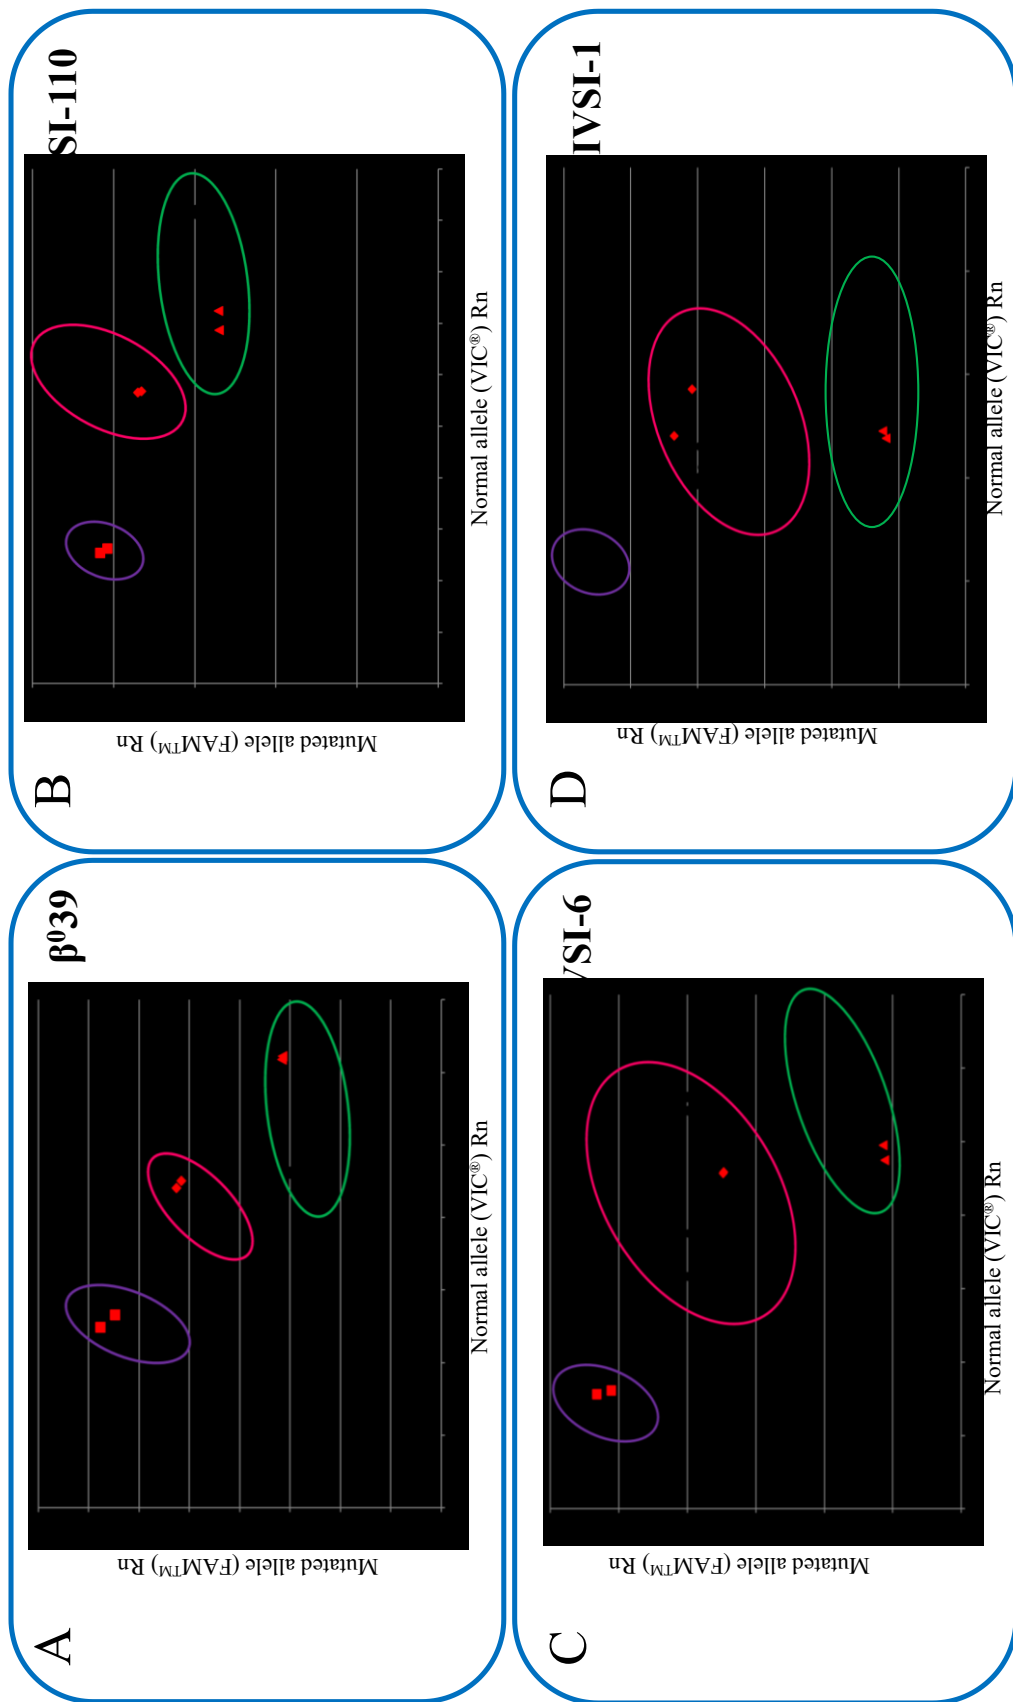 A
β⁰39
Mutated allele (FAM™) Rn
Normal allele (VIC®) Rn
B
SI-110
Mutated allele (FAM™) Rn
Normal allele (VIC®) Rn
C
VSI-6
Mutated allele (FAM™) Rn
Normal allele (VIC®) Rn
D
IVSI-1
Mutated allele (FAM™) Rn
Normal allele (VIC®) Rn